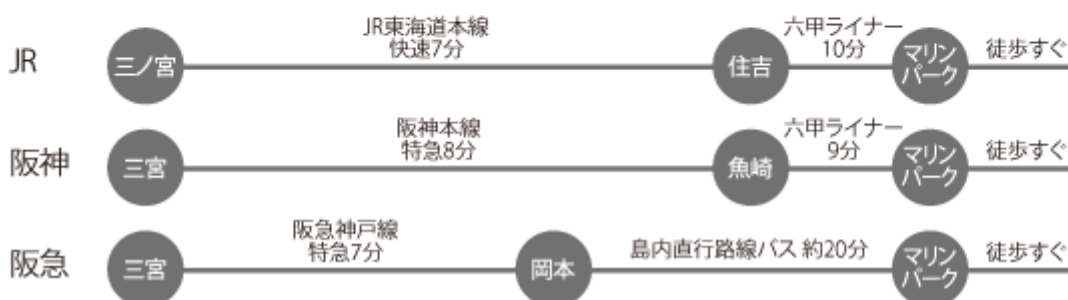 JR
三ノ宮
JR東海道本線
快速7分
住吉
六甲ライナー
10分
マリン
パーク
徒歩すぐ
阪神
三宮
阪神本線
特急8分
魚崎
六甲ライナー
9分
マリン
パーク
徒歩すぐ
阪急
三宮
阪急神戸線
特急7分
岡本
島内直行路線バス 約20分
マリン
パーク
徒歩すぐ